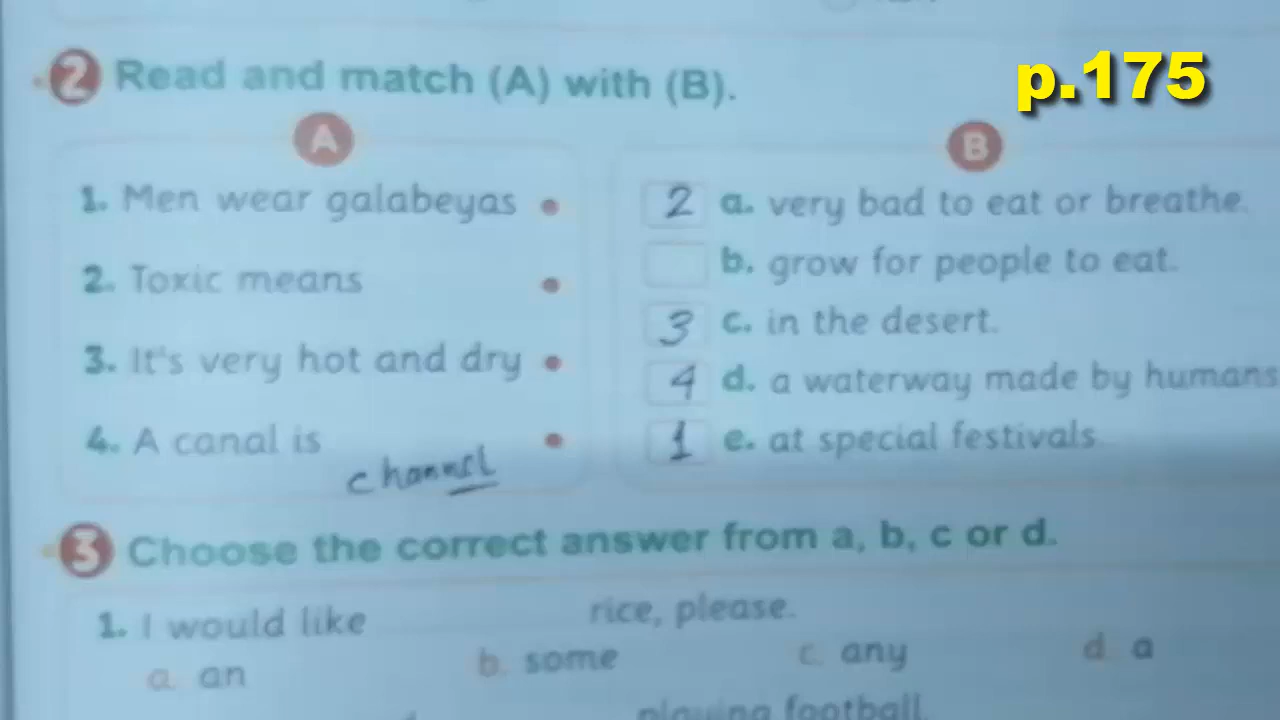 2 Read and match (A) with (B).
p.175
A
B
1. Men wear galabeyas
2 a. very bad to eat or breathe.
2. Toxic means
b. grow for people to eat.
3 c. in the desert.
3. It's very hot and dry
4 d. a waterway made by humans
4. A canal is
1 e. at special festivals
channel
3 Choose the correct answer from a, b, c or d.
1. I would like rice, please.
a. an b. some c. any d. a
playing football.